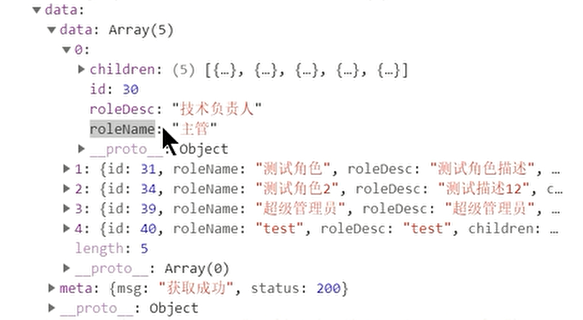 data:
data: Array(5)
0:
children: (5) [{…}, {…}, {…}, {…}, {…}]
id: 30
roleDesc: "技术负责人"
roleName: "主管"
__proto__: Object
1: {id: 31, roleName: "测试角色", roleDesc: "测试角色描述", …
2: {id: 34, roleName: "测试角色2", roleDesc: "测试描述12", c…
3: {id: 39, roleName: "超级管理员", roleDesc: "超级管理员", …
4: {id: 40, roleName: "test", roleDesc: "test", children: …
length: 5
__proto__: Array(0)
meta: {msg: "获取成功", status: 200}
__proto__: Object